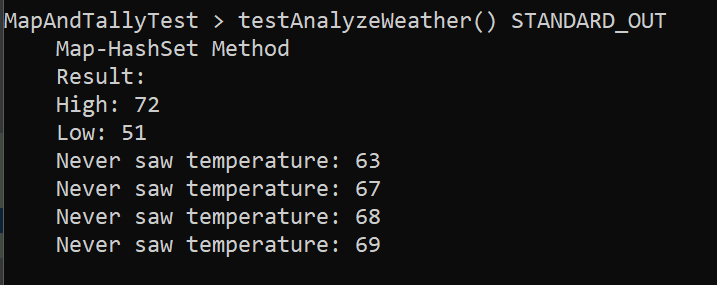 MapAndTallyTest > testAnalyzeWeather() STANDARD_OUT
Map-HashSet Method
Result:
High: 72
Low: 51
Never saw temperature: 63
Never saw temperature: 67
Never saw temperature: 68
Never saw temperature: 69